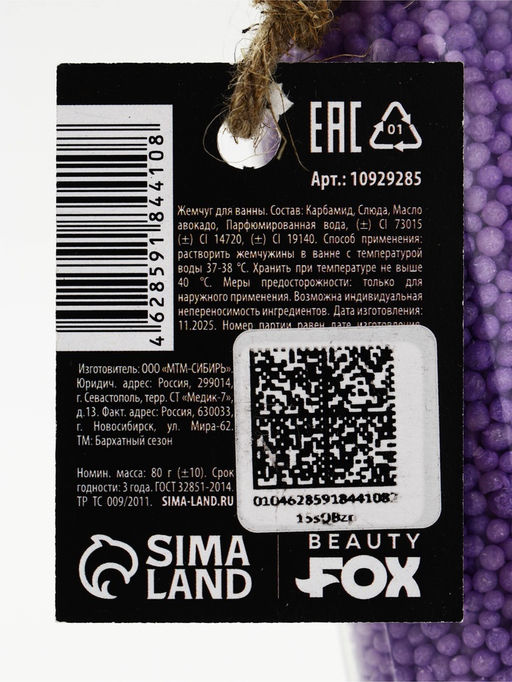 EAC
01
Арт.: 10929285
4 628591 844108
Жемчуг для ванны. Состав: Карбамид, Слюда, Масло
авокадо, Парфюмированная вода, (±) CI 73015
(±) CI 14720, (±) CI 19140. Способ применения:
растворить жемчужины в ванне с температурой
воды 37-38 °С. Хранить при температуре не выше
40 °С. Меры предосторожности: только для
наружного применения. Возможна индивидуальная
непереносимость ингредиентов. Дата изготовления:
11.2025. Номер партии равен дате изготовления
Изготовитель: ООО «МТМ-СИБИРЬ».
Юридич. адрес: Россия, 299014,
г. Севастополь, терр. СТ «Медик-7»,
д.13. Факт. адрес: Россия, 630033,
г. Новосибирск, ул. Мира-62.
ТМ: Бархатный сезон
Номин. масса: 80 г (±10). Срок
годности: 3 года. ГОСТ 32851-2014.
ТР ТС 009/2011. SIMA-LAND.RU
0104628591844108
SIMA
LAND
BEAUTY
FOX